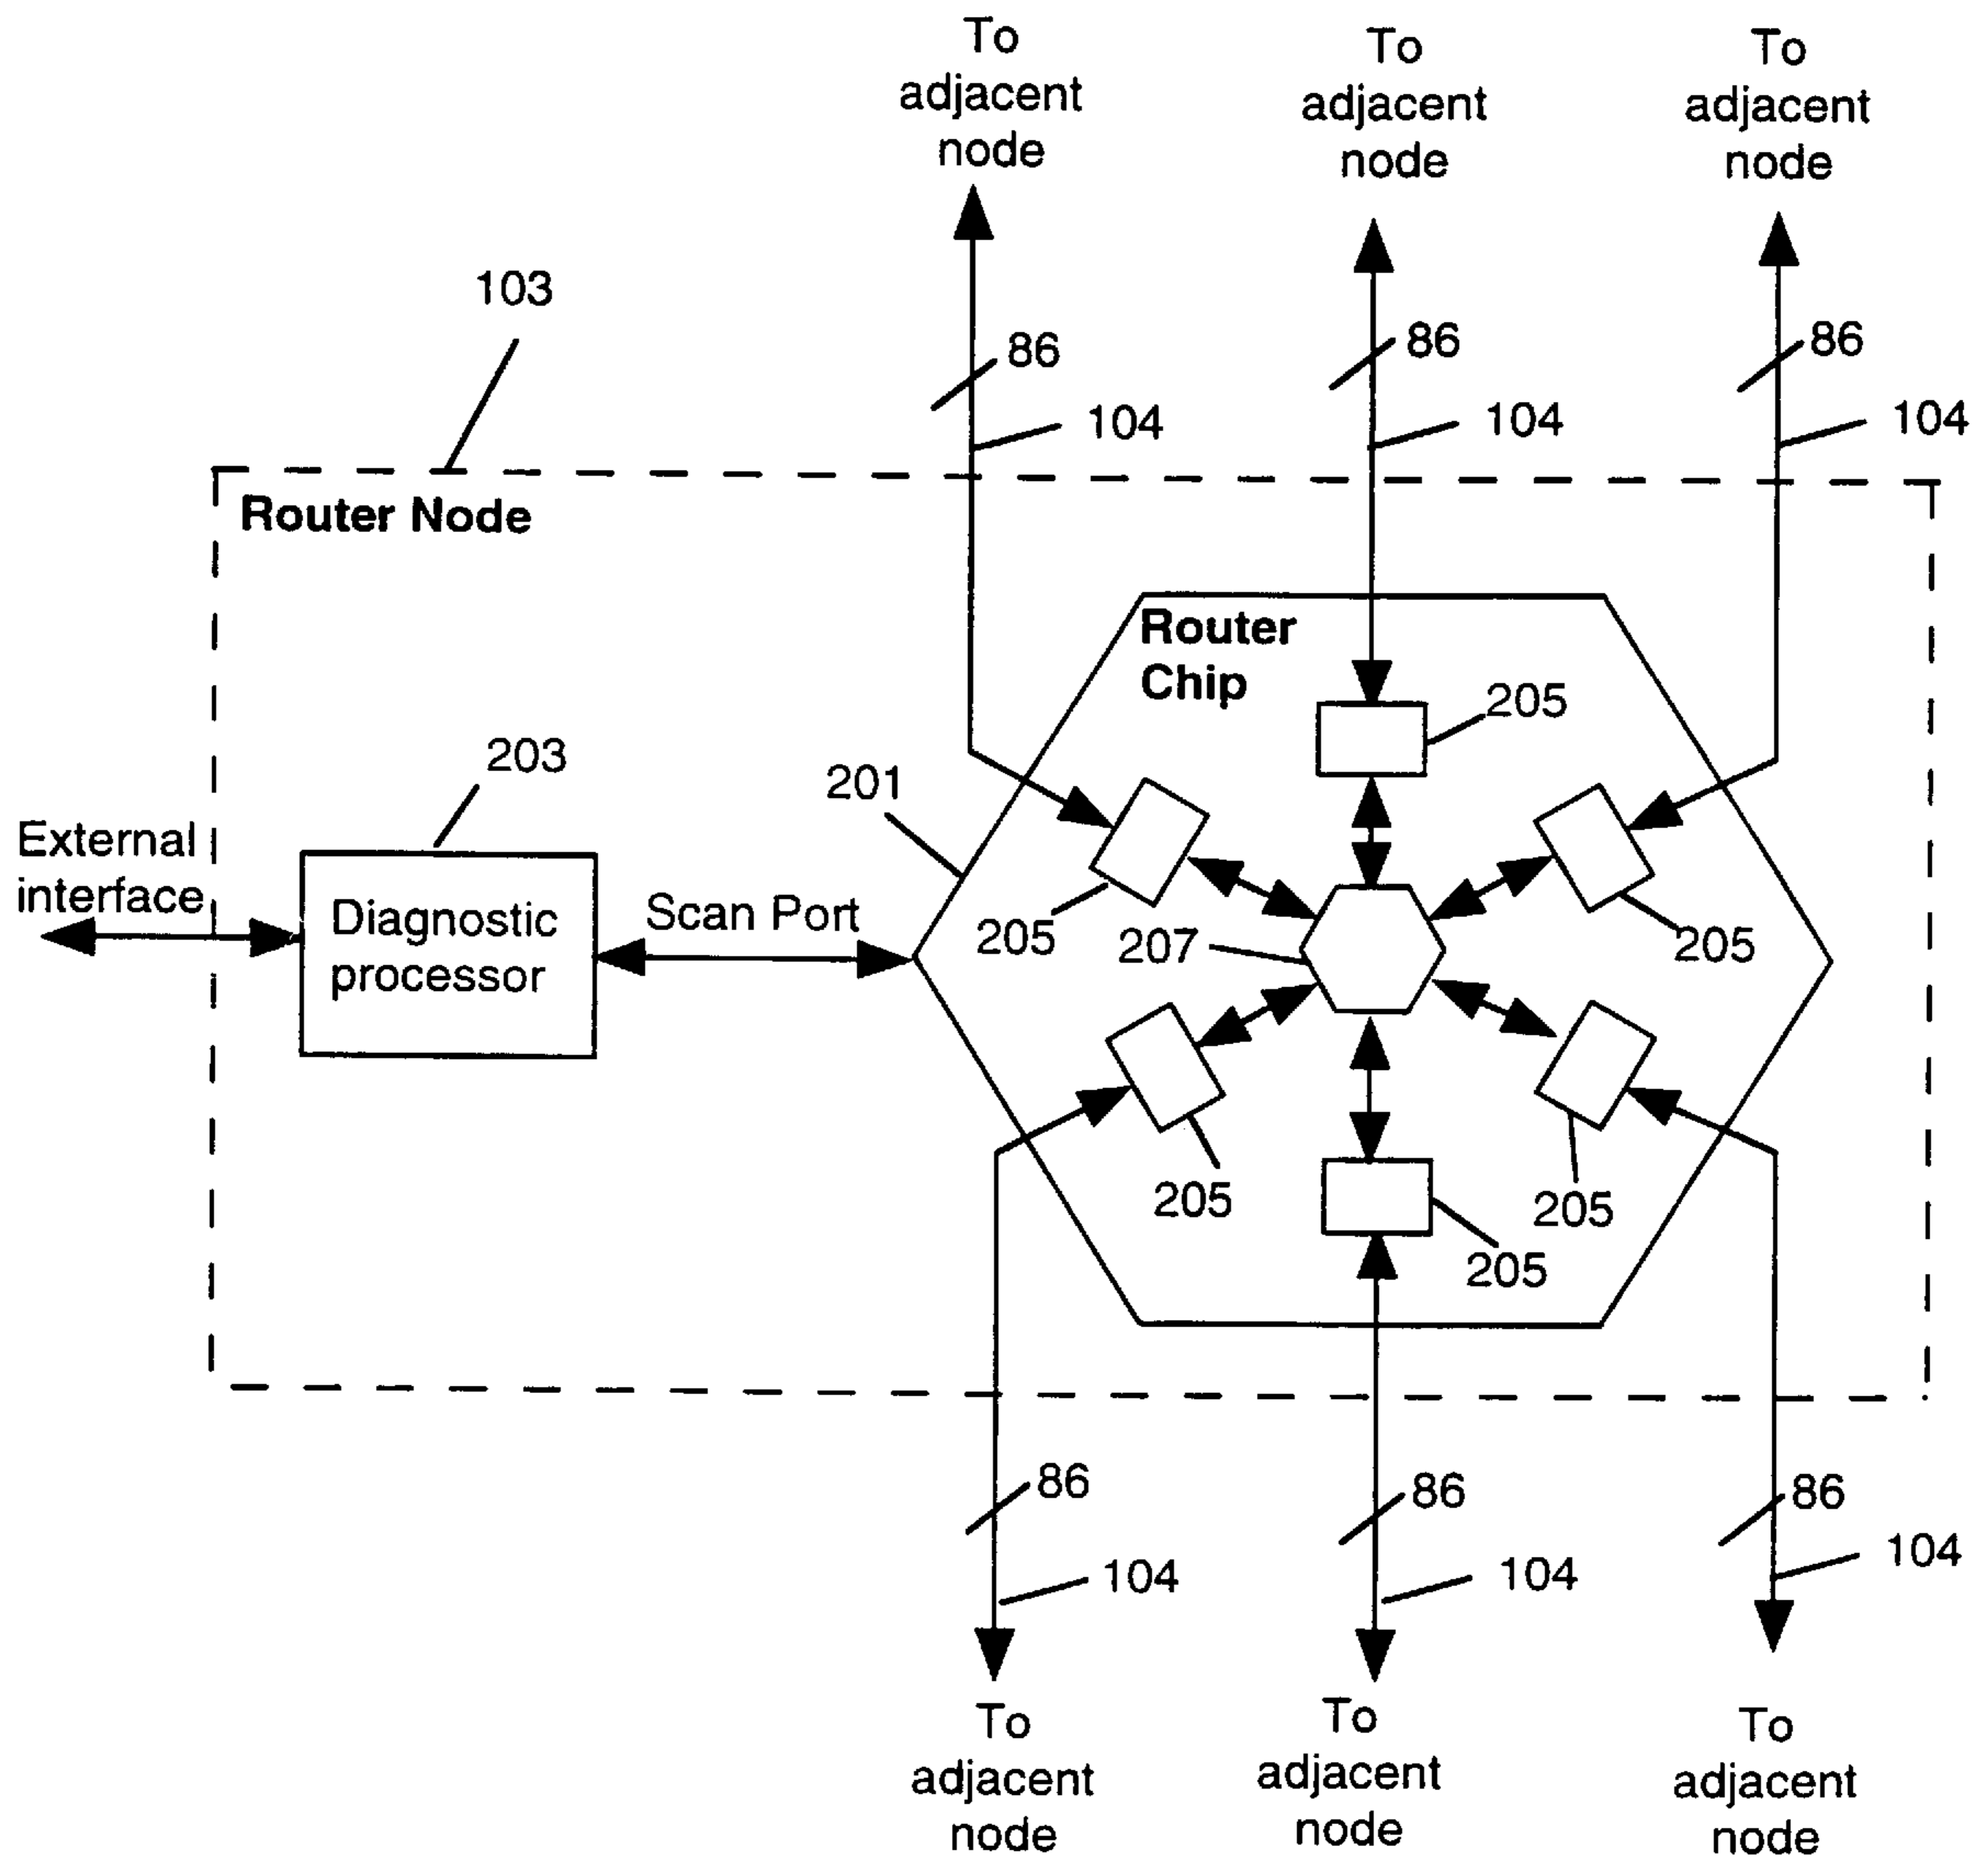 To
adjacent
node
To
adjacent
node
To
adjacent
node
103
86
86
86
104
104
104
Router Node
Router
Chip
205
203
201
External
interface
Diagnostic
processor
Scan Port
205
207
205
205
205
205
86
86
86
104
104
104
To
adjacent
node
To
adjacent
node
To
adjacent
node